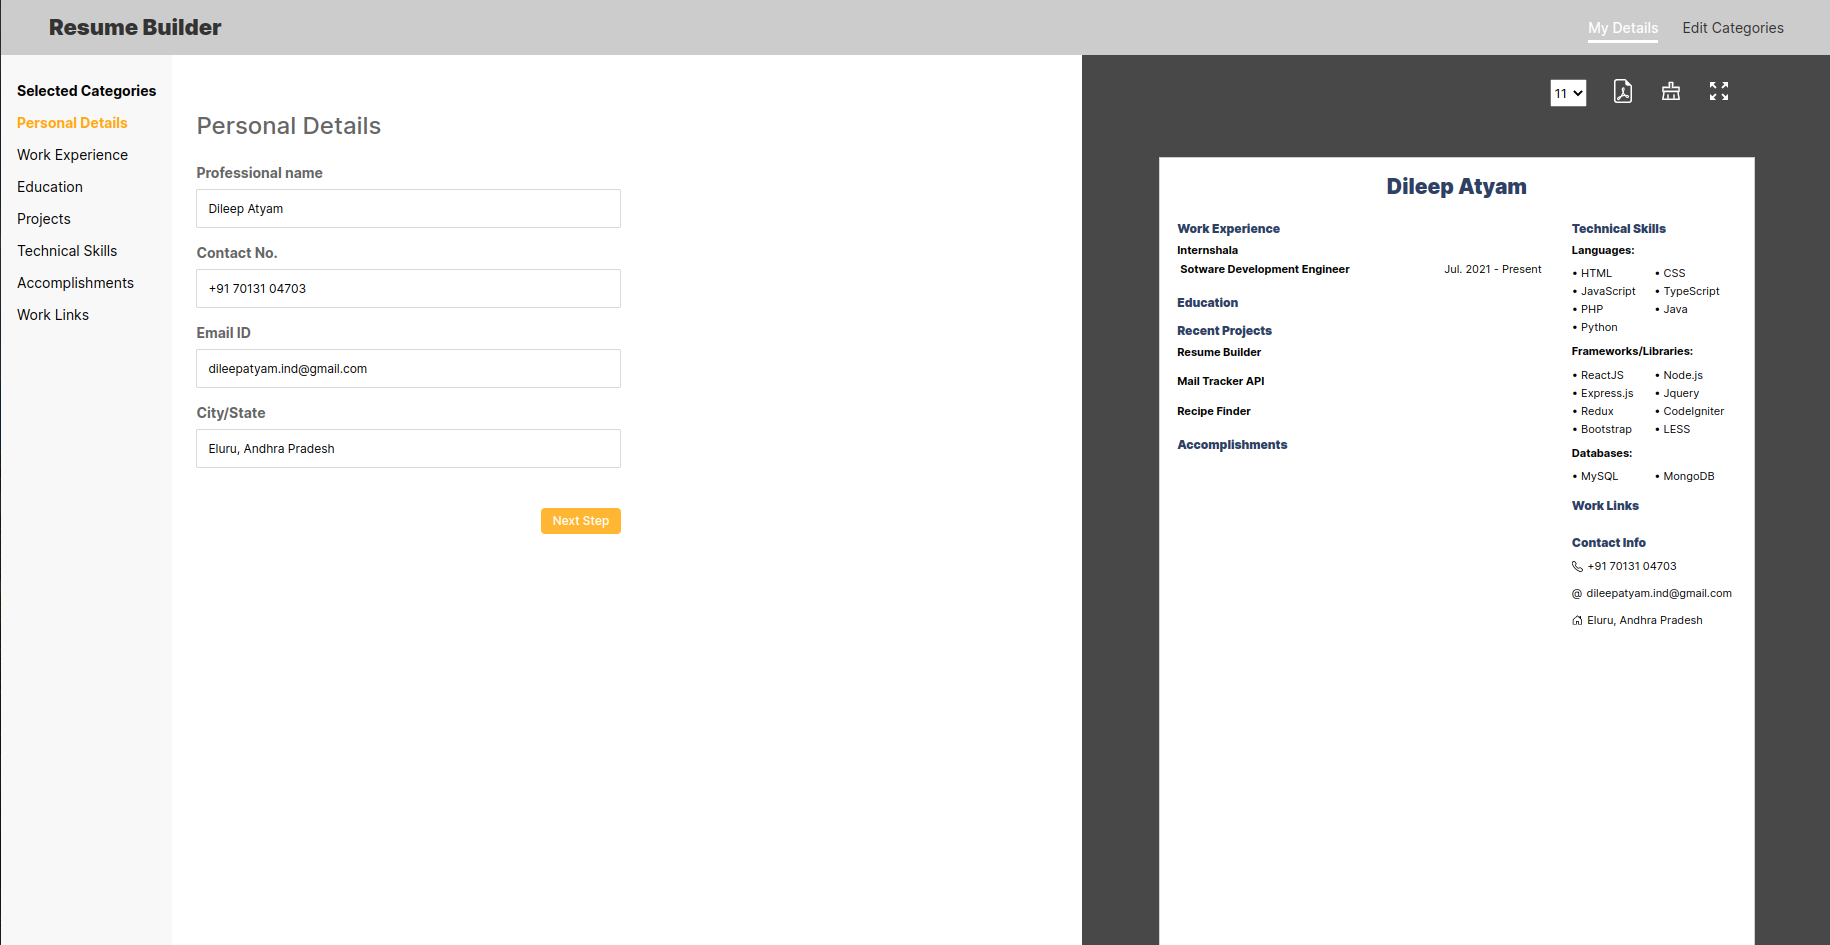 Resume Builder
My Details
Edit Categories
Selected Categories
Personal Details
Work Experience
Education
Projects
Technical Skills
Accomplishments
Work Links
Personal Details
Professional name
Dileep Atyam
Contact No.
+91 70131 04703
Email ID
dileepatyam.ind@gmail.com
City/State
Eluru, Andhra Pradesh
Next Step
11
Dileep Atyam
Work Experience
Internshala
Sotware Development Engineer Jul. 2021 - Present
Education
Recent Projects
Resume Builder
Mail Tracker API
Recipe Finder
Accomplishments
Technical Skills
Languages:
• HTML • CSS
• JavaScript • TypeScript
• PHP • Java
• Python
Frameworks/Libraries:
• ReactJS • Node.js
• Express.js • Jquery
• Redux • CodeIgniter
• Bootstrap • LESS
Databases:
• MySQL • MongoDB
Work Links
Contact Info
+91 70131 04703
@ dileepatyam.ind@gmail.com
Eluru, Andhra Pradesh